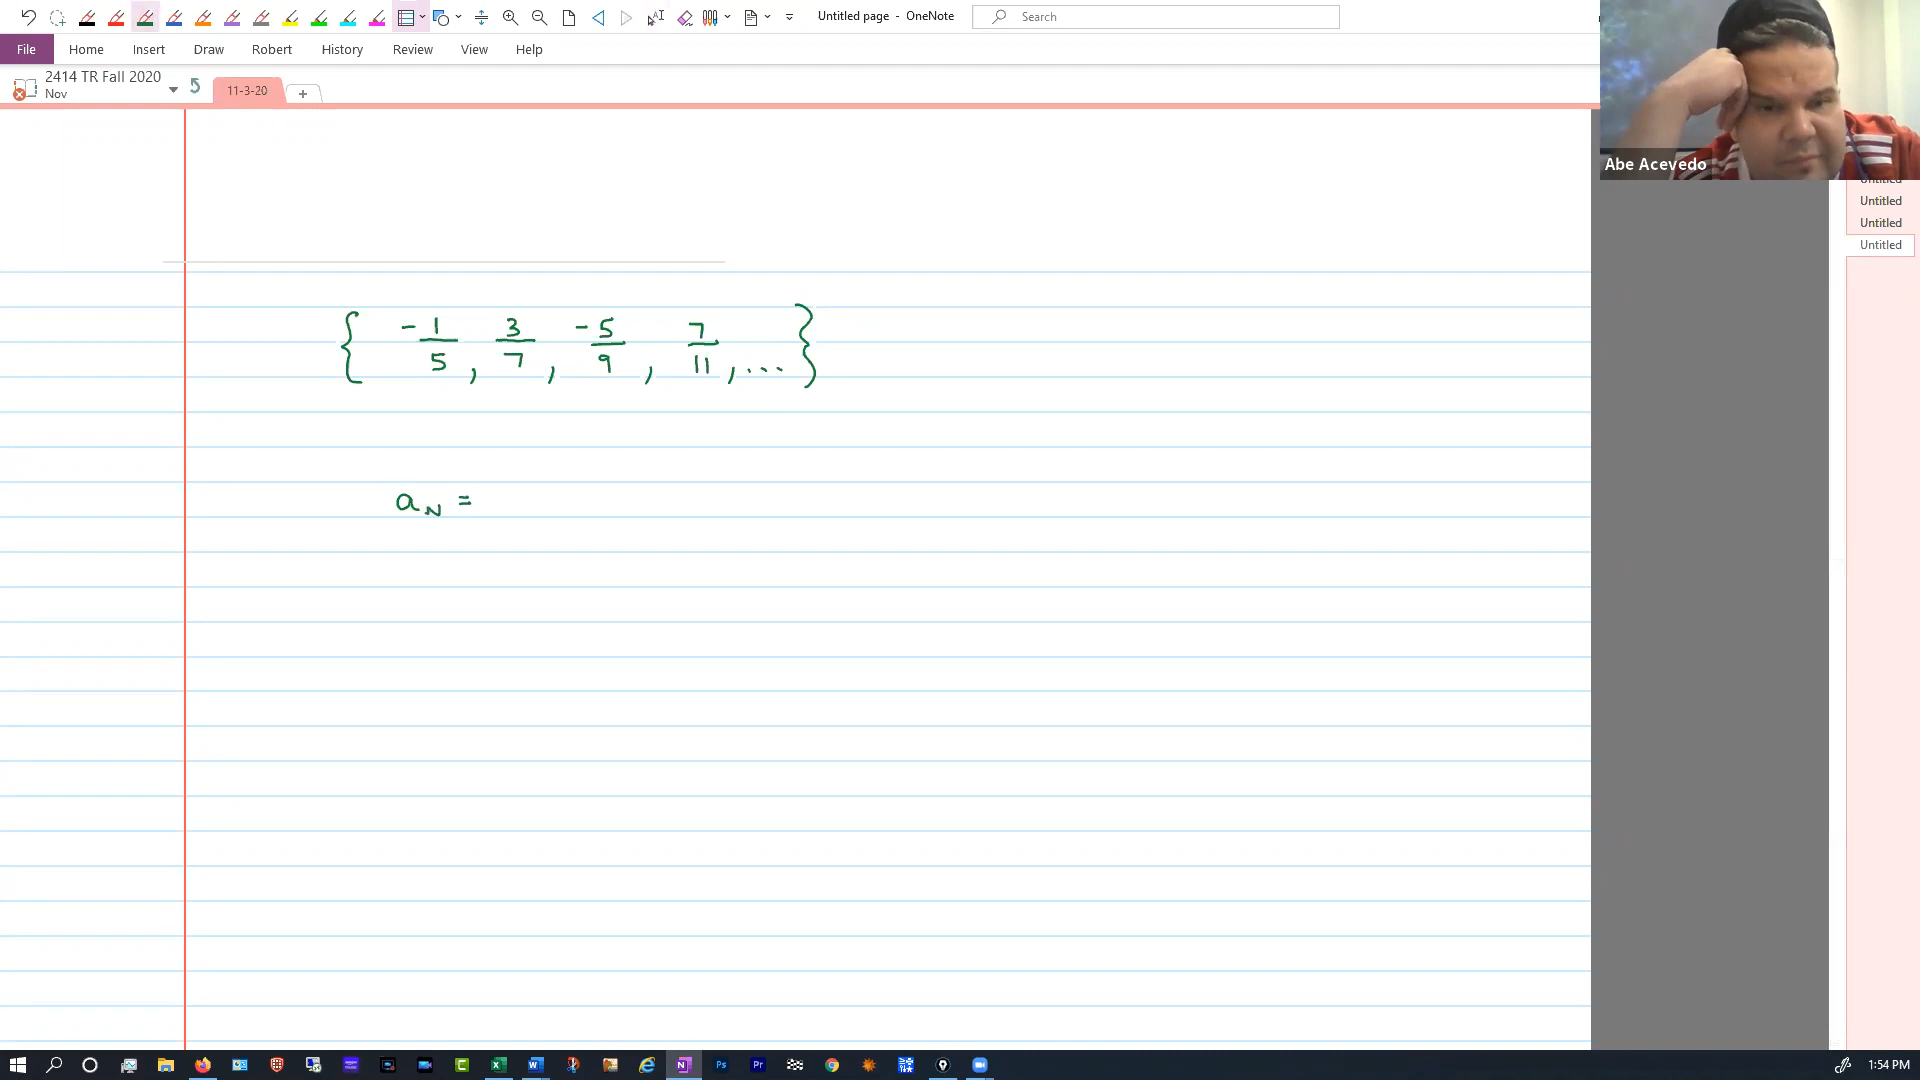 Untitled page - OneNote
Search
File Home Insert Draw Robert History Review View Help
2414 TR Fall 2020
Nov
11-3-20
Abe Acevedo
Untitled
Untitled
Untitled
Untitled
{ -1/5, 3/7, -5/9, 7/11, ... }
a_N =
1:54 PM